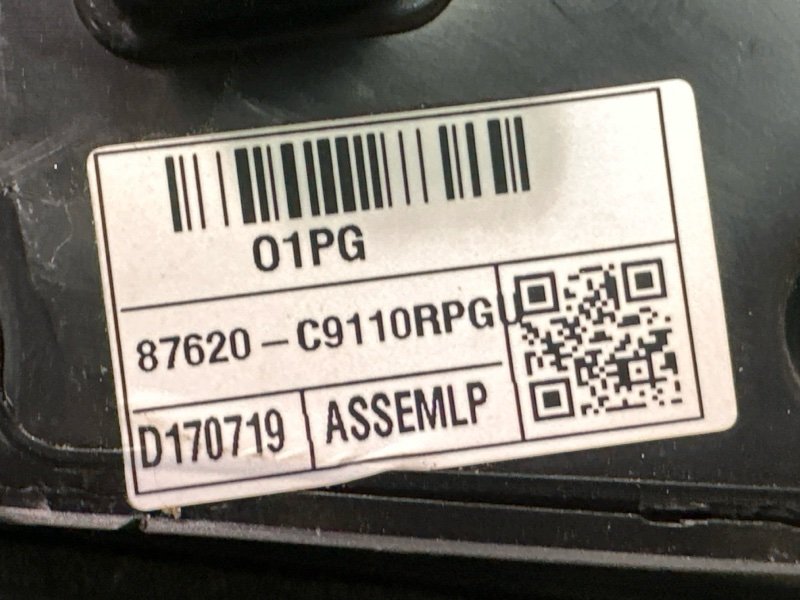 01PG
87620-C9110RPGU
D170719
ASSEMLP